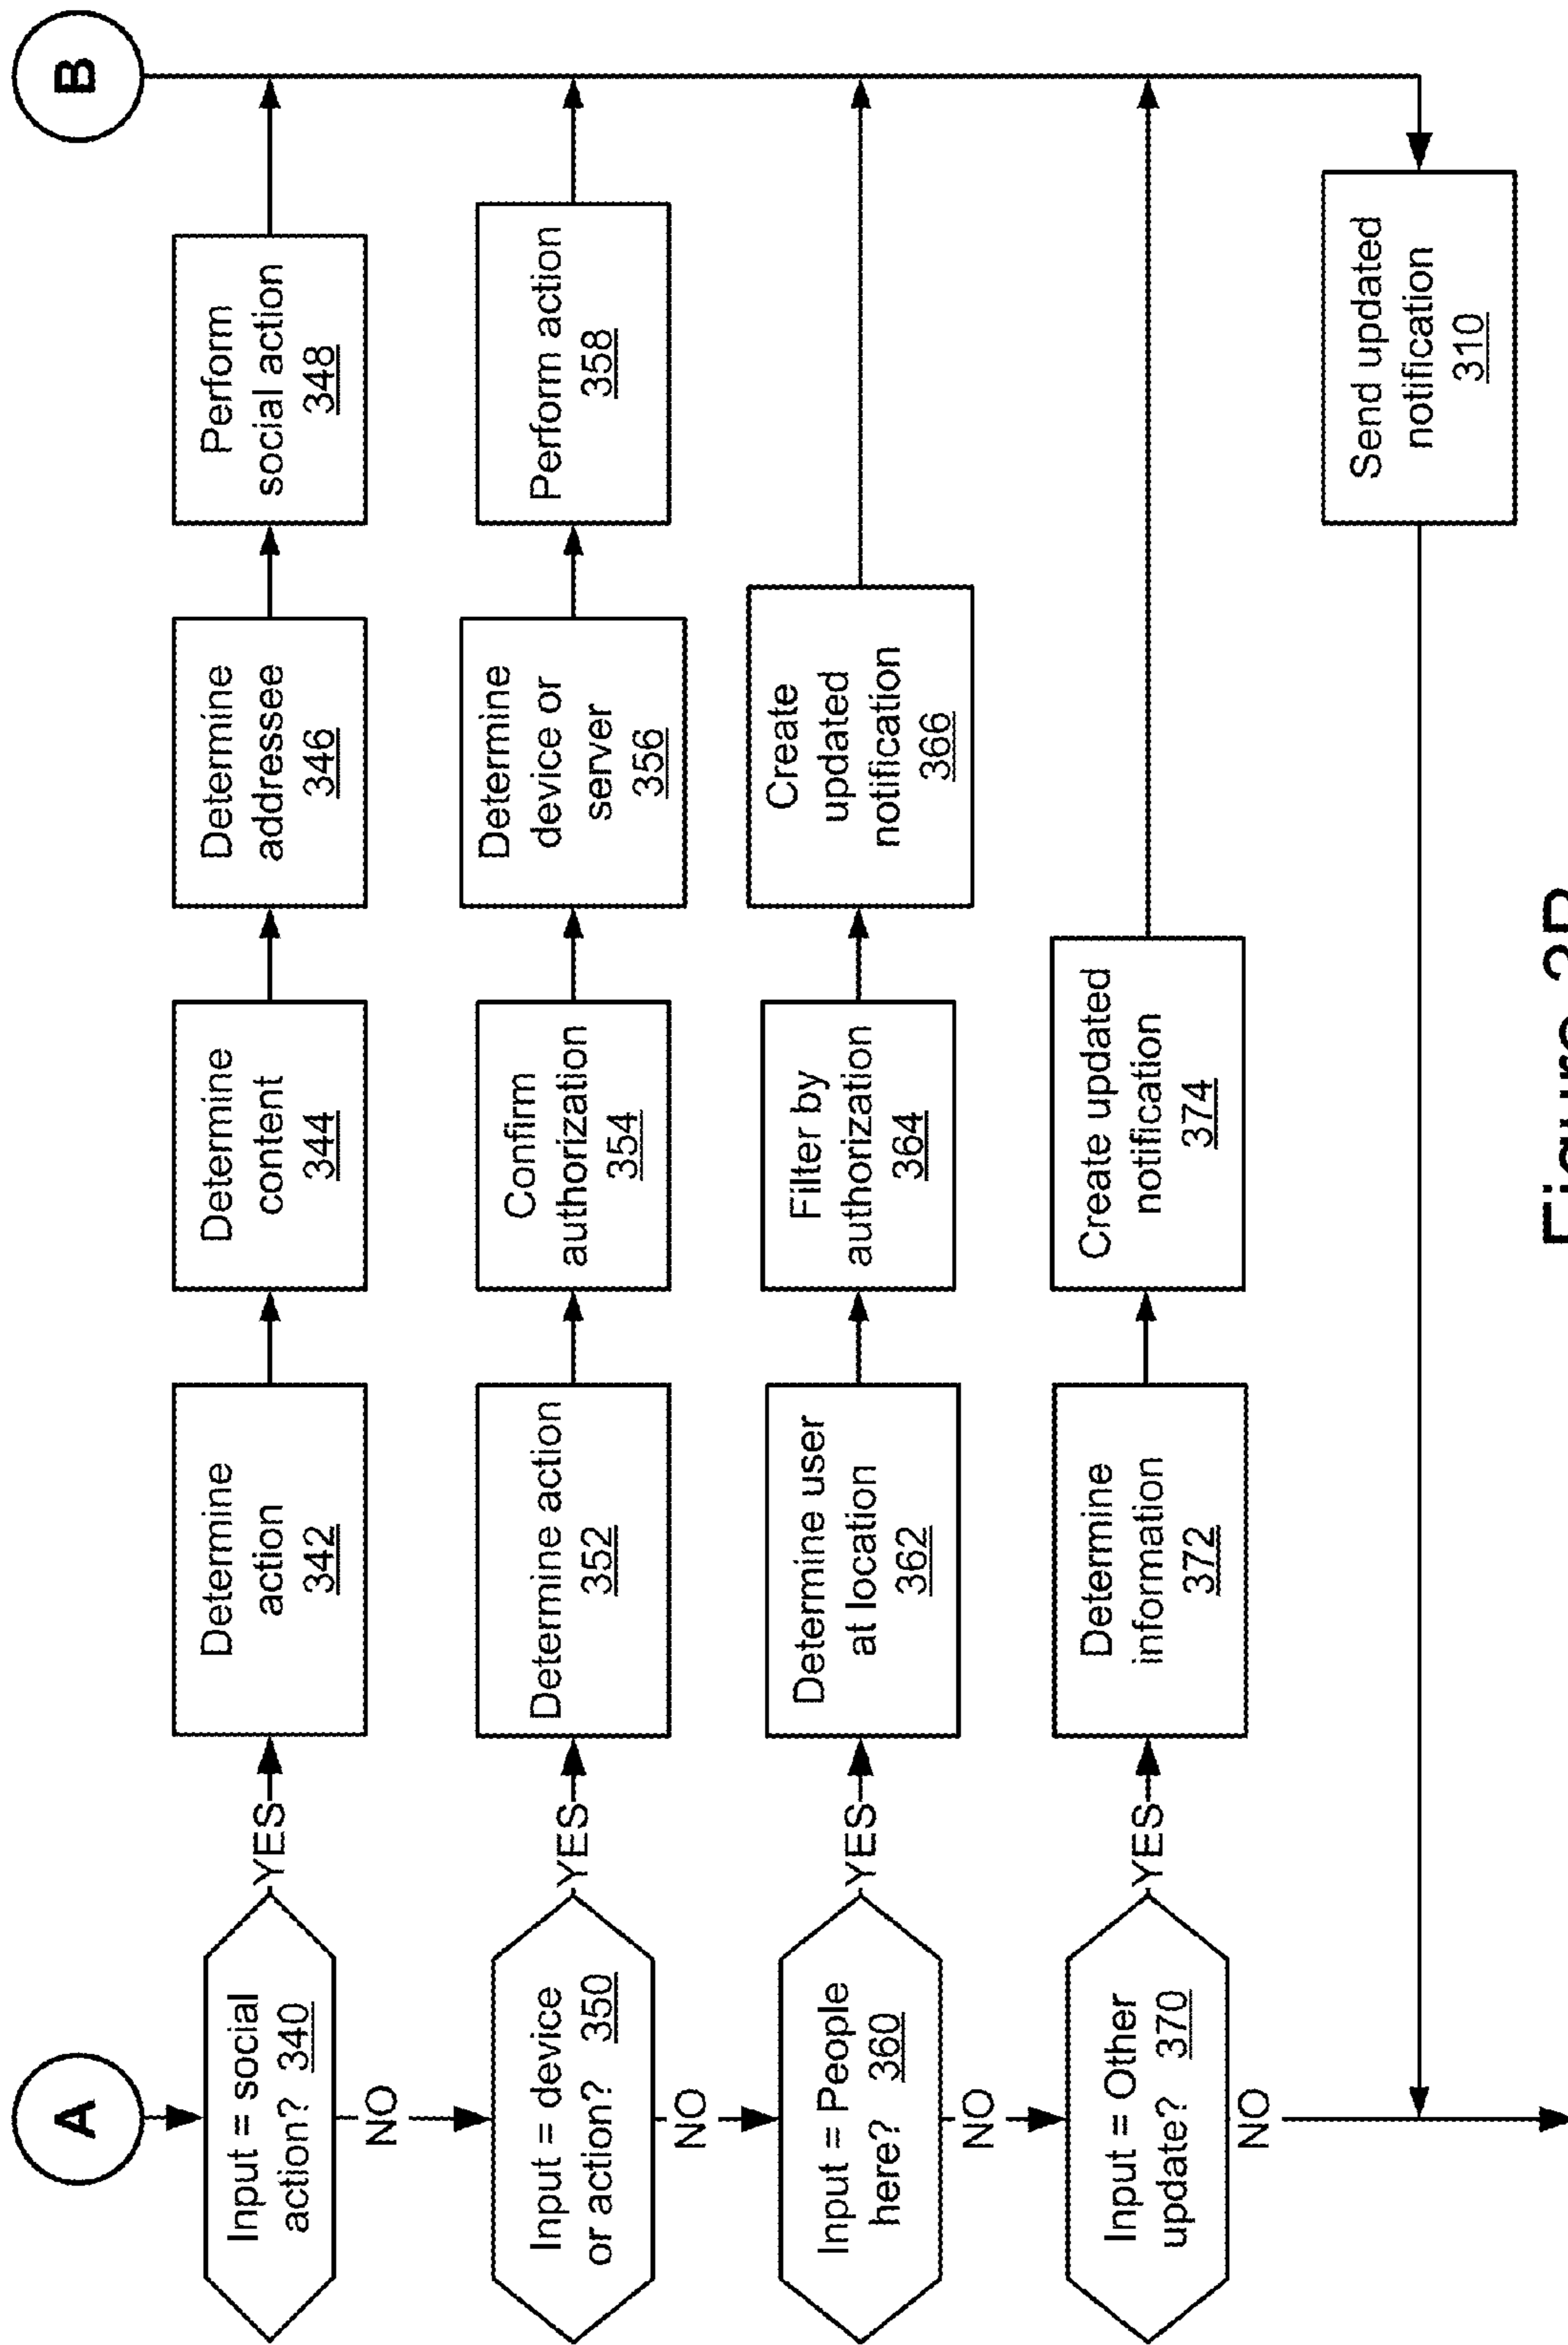 A
B
Input = social
action? 340
YES
Determine
action
342
Determine
content
344
Determine
addressee
346
Perform
social action
348
NO
Input = device
or action? 350
YES
Determine action
352
Confirm
authorization
354
Determine
device or
server
356
Perform action
358
NO
Input = People
here? 360
YES
Determine user
at location
362
Filter by
authorization
364
Create
updated
notification
366
NO
Input = Other
update? 370
YES
Determine
information
372
Create updated
notification
374
NO
Send updated
notification
310
Figure